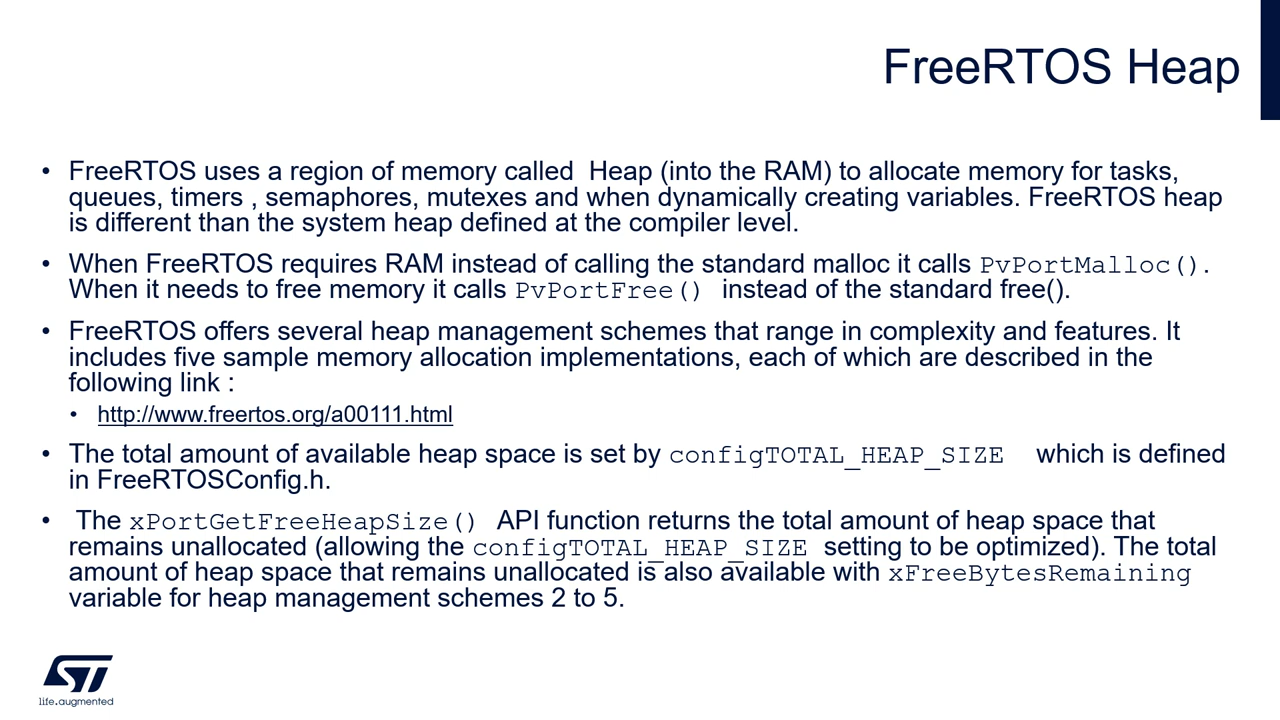 FreeRTOS Heap
• FreeRTOS uses a region of memory called  Heap (into the RAM) to allocate memory for tasks,
queues, timers , semaphores, mutexes and when dynamically creating variables. FreeRTOS heap
is different than the system heap defined at the compiler level.
• When FreeRTOS requires RAM instead of calling the standard malloc it calls PvPortMalloc().
When it needs to free memory it calls PvPortFree()  instead of the standard free().
• FreeRTOS offers several heap management schemes that range in complexity and features. It
includes five sample memory allocation implementations, each of which are described in the
following link :
• http://www.freertos.org/a00111.html
• The total amount of available heap space is set by configTOTAL_HEAP_SIZE  which is defined
in FreeRTOSConfig.h.
• The xPortGetFreeHeapSize()  API function returns the total amount of heap space that
remains unallocated (allowing the configTOTAL_HEAP_SIZE setting to be optimized). The total
amount of heap space that remains unallocated is also available with xFreeBytesRemaining
variable for heap management schemes 2 to 5.
ST
life.augmented